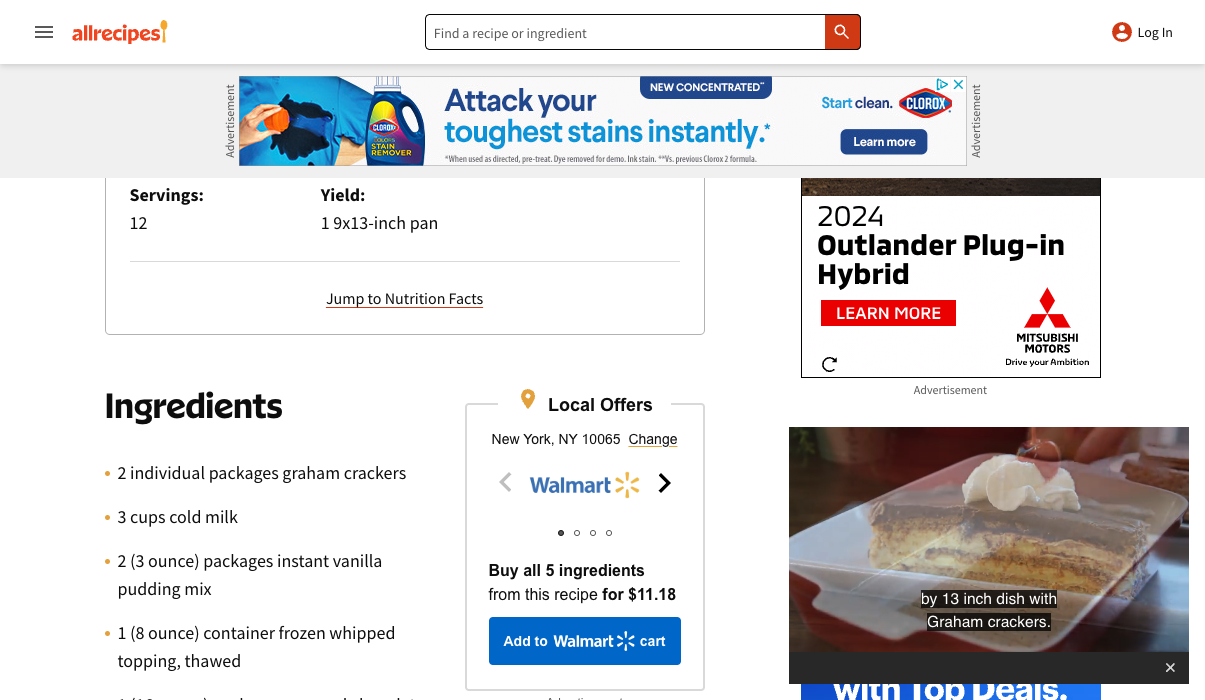 allrecipes
Find a recipe or ingredient
Log In
Advertisement
CLOROX
STAIN
REMOVER
Attack your
toughest stains instantly.*
*When used as directed, pre-treat. Dye removed for demo. Ink stain. **Vs. previous Clorox 2 formula.
NEW CONCENTRATED**
Start clean. CLOROX
Learn more
Advertisement
Servings:
12
Yield:
1 9x13-inch pan
Jump to Nutrition Facts
2024
Outlander Plug-in
Hybrid
LEARN MORE
MITSUBISHI
MOTORS
Drive your Ambition
Advertisement
Ingredients
2 individual packages graham crackers
3 cups cold milk
2 (3 ounce) packages instant vanilla
pudding mix
1 (8 ounce) container frozen whipped
topping, thawed
Local Offers
New York, NY 10065 Change
Walmart
Buy all 5 ingredients
from this recipe for $11.18
Add to Walmart cart
by 13 inch dish with
Graham crackers.
with Top Deals.